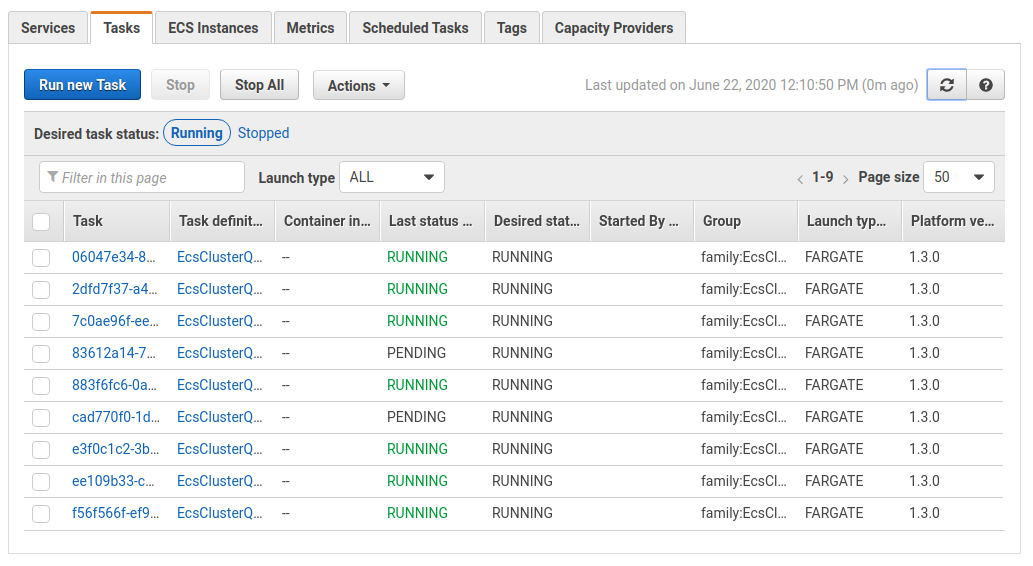 Services Tasks ECS Instances Metrics Scheduled Tasks Tags Capacity Providers
Run new Task Stop Stop All Actions Last updated on June 22, 2020 12:10:50 PM (0m ago)
Desired task status: Running Stopped
Filter in this page Launch type ALL 1-9 Page size 50
Task Task definit... Container in... Last status ... Desired stat... Started By ... Group Launch typ... Platform ve...
06047e34-8... EcsClusterQ... -- RUNNING RUNNING family:EcsCl... FARGATE 1.3.0
2dfd7f37-a4... EcsClusterQ... -- RUNNING RUNNING family:EcsCl... FARGATE 1.3.0
7c0ae96f-ee... EcsClusterQ... -- RUNNING RUNNING family:EcsCl... FARGATE 1.3.0
83612a14-7... EcsClusterQ... -- PENDING RUNNING family:EcsCl... FARGATE 1.3.0
883f6fc6-0a... EcsClusterQ... -- RUNNING RUNNING family:EcsCl... FARGATE 1.3.0
cad770f0-1d... EcsClusterQ... -- PENDING RUNNING family:EcsCl... FARGATE 1.3.0
e3f0c1c2-3b... EcsClusterQ... -- RUNNING RUNNING family:EcsCl... FARGATE 1.3.0
ee109b33-c... EcsClusterQ... -- RUNNING RUNNING family:EcsCl... FARGATE 1.3.0
f56f566f-ef9... EcsClusterQ... -- RUNNING RUNNING family:EcsCl... FARGATE 1.3.0